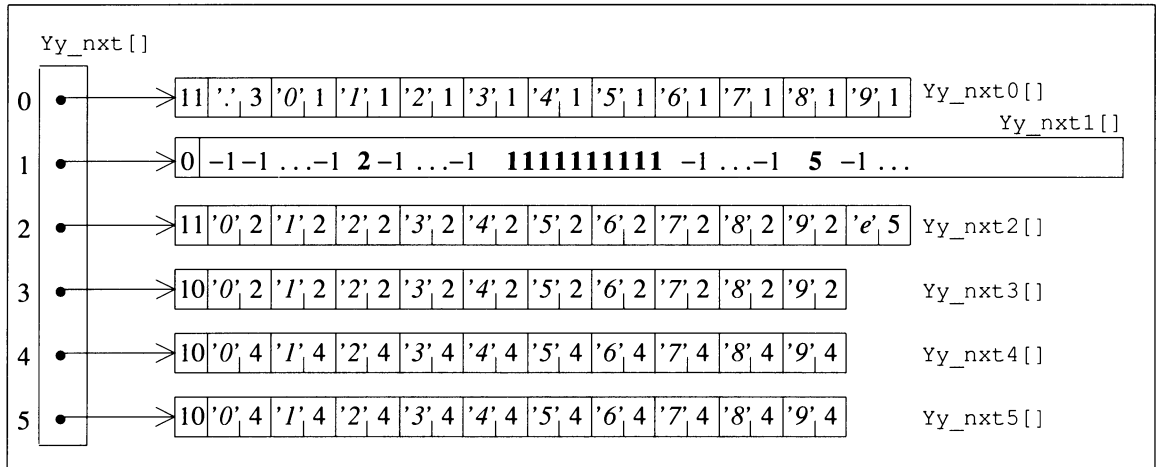 Yy_nxt[]
0 11 '.', 3 '0', 1 '1', 1 '2', 1 '3', 1 '4', 1 '5', 1 '6', 1 '7', 1 '8', 1 '9', 1 Yy_nxt0[]
Yy_nxt1[]
1 0 –1 –1 ...–1 2 –1 ...–1 1111111111 –1 ...–1 5 –1 ...
2 11 '0', 2 '1', 2 '2', 2 '3', 2 '4', 2 '5', 2 '6', 2 '7', 2 '8', 2 '9', 2 'e', 5 Yy_nxt2[]
3 10 '0', 2 '1', 2 '2', 2 '3', 2 '4', 2 '5', 2 '6', 2 '7', 2 '8', 2 '9', 2 Yy_nxt3[]
4 10 '0', 4 '1', 4 '2', 4 '3', 4 '4', 4 '5', 4 '6', 4 '7', 4 '8', 4 '9', 4 Yy_nxt4[]
5 10 '0', 4 '1', 4 '2', 4 '3', 4 '4', 4 '5', 4 '6', 4 '7', 4 '8', 4 '9', 4 Yy_nxt5[]